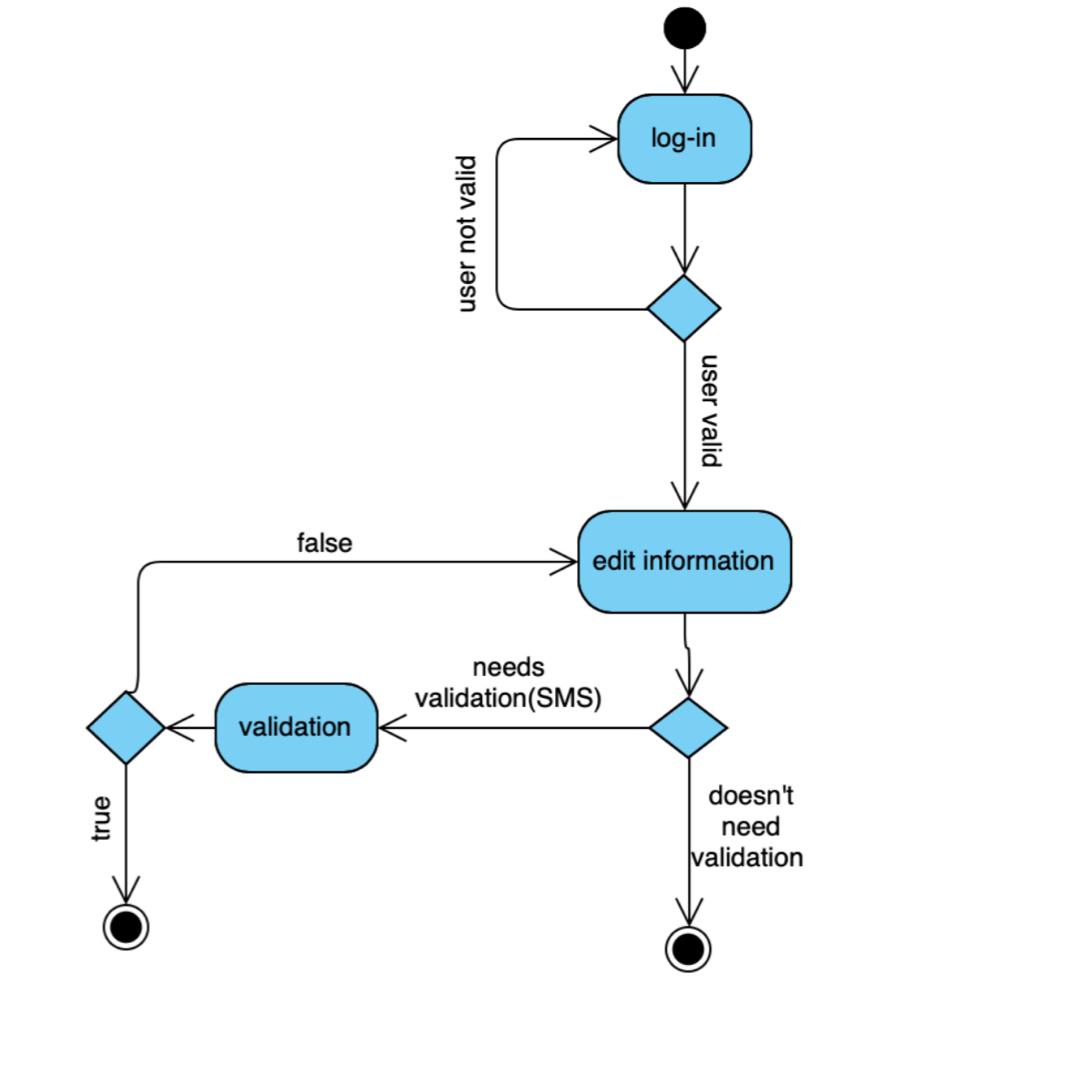 log-in
user not valid
user valid
edit information
false
needs
validation(SMS)
validation
doesn't
need
validation
true